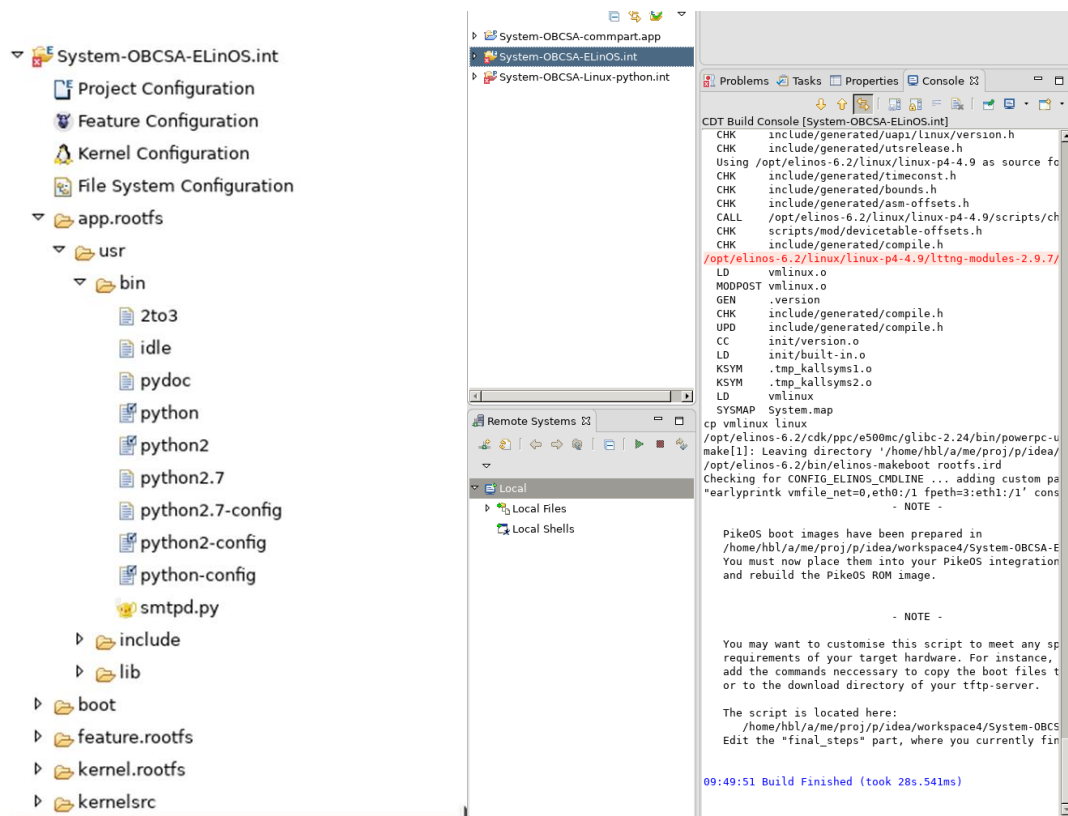 System-OBCSA-ELinOS.int
Project Configuration
Feature Configuration
Kernel Configuration
File System Configuration
app.rootfs
usr
bin
2to3
idle
pydoc
python
python2
python2.7
python2.7-config
python2-config
python-config
smtpd.py
include
lib
boot
feature.rootfs
kernel.rootfs
kernelsrc
System-OBCSA-commpart.app
System-OBCSA-ELinOS.int
System-OBCSA-Linux-python.int
Remote Systems
Local
Local Files
Local Shells
Problems Tasks Properties Console
CDT Build Console [System-OBCSA-ELinOS.int]
CHK include/generated/uapi/linux/version.h
CHK include/generated/utsrelease.h
Using /opt/elinos-6.2/linux/linux-p4-4.9 as source fo
CHK include/generated/timeconst.h
CHK include/generated/bounds.h
CHK include/generated/asm-offsets.h
CALL /opt/elinos-6.2/linux/linux-p4-4.9/scripts/ch
CHK scripts/mod/devicetable-offsets.h
CHK include/generated/compile.h
/opt/elinos-6.2/linux/linux-p4-4.9/lttng-modules-2.9.7/
LD vmlinux.o
MODPOST vmlinux.o
GEN .version
CHK include/generated/compile.h
UPD include/generated/compile.h
CC init/version.o
LD init/built-in.o
KSYM .tmp_kallsyms1.o
KSYM .tmp_kallsyms2.o
LD vmlinux
SYSMAP System.map
cp vmlinux linux
/opt/elinos-6.2/cdk/ppc/e500mc/glibc-2.24/bin/powerpc-u
make[1]: Leaving directory '/home/hbl/a/me/proj/p/idea/
/opt/elinos-6.2/bin/elinos-makeboot rootfs.ird
Checking for CONFIG_ELINOS_CMDLINE ... adding custom pa
"earlyprintk vmfile_net=0,eth0:/1 fpeth=3:eth1:/1’ cons
- NOTE -
PikeOS boot images have been prepared in
/home/hbl/a/me/proj/p/idea/workspace4/System-OBCSA-E
You must now place them into your PikeOS integration
and rebuild the PikeOS ROM image.
- NOTE -
You may want to customise this script to meet any sp
requirements of your target hardware. For instance,
add the commands neccessary to copy the boot files t
or to the download directory of your tftp-server.
The script is located here:
/home/hbl/a/me/proj/p/idea/workspace4/System-OBCS
Edit the "final_steps" part, where you currently fin
09:49:51 Build Finished (took 28s.541ms)